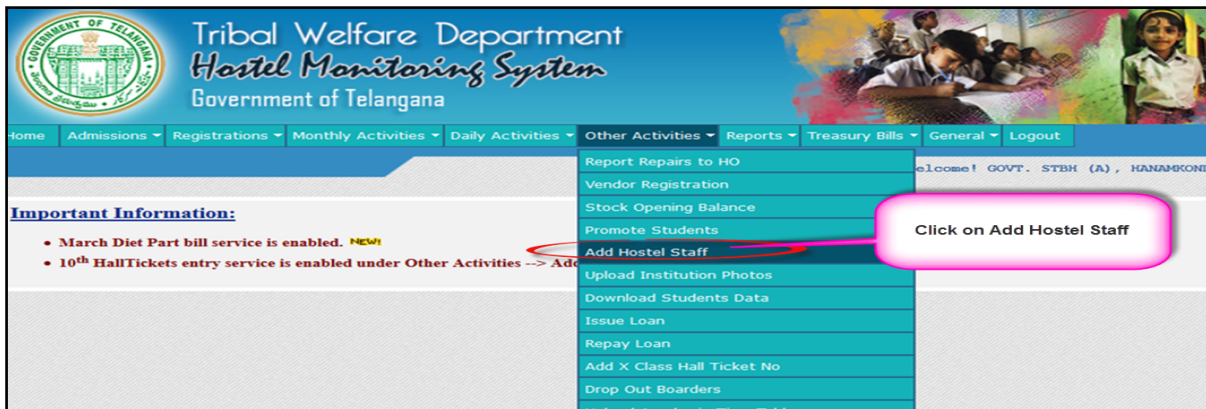 Tribal Welfare Department
Hostel Monitoring System
Government of Telangana
Home Admissions Registrations Monthly Activities Daily Activities Other Activities Reports Treasury Bills General Logout
Report Repairs to HO
elcome! GOVT. STBH (A), HANAMKOND
Vendor Registration
Stock Opening Balance
Important Information:
Promote Students
Click on Add Hostel Staff
• March Diet Part bill service is enabled. NEW!
Add Hostel Staff
• 10th HallTickets entry service is enabled under Other Activities --> Add
Upload Institution Photos
Download Students Data
Issue Loan
Repay Loan
Add X Class Hall Ticket No
Drop Out Boarders